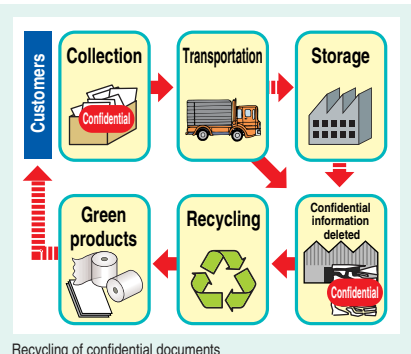 Customers
Collection
Confidential
Transportation
Storage
Green
products
Recycling
Confidential
information
deleted
Confidential
Recycling of confidential documents